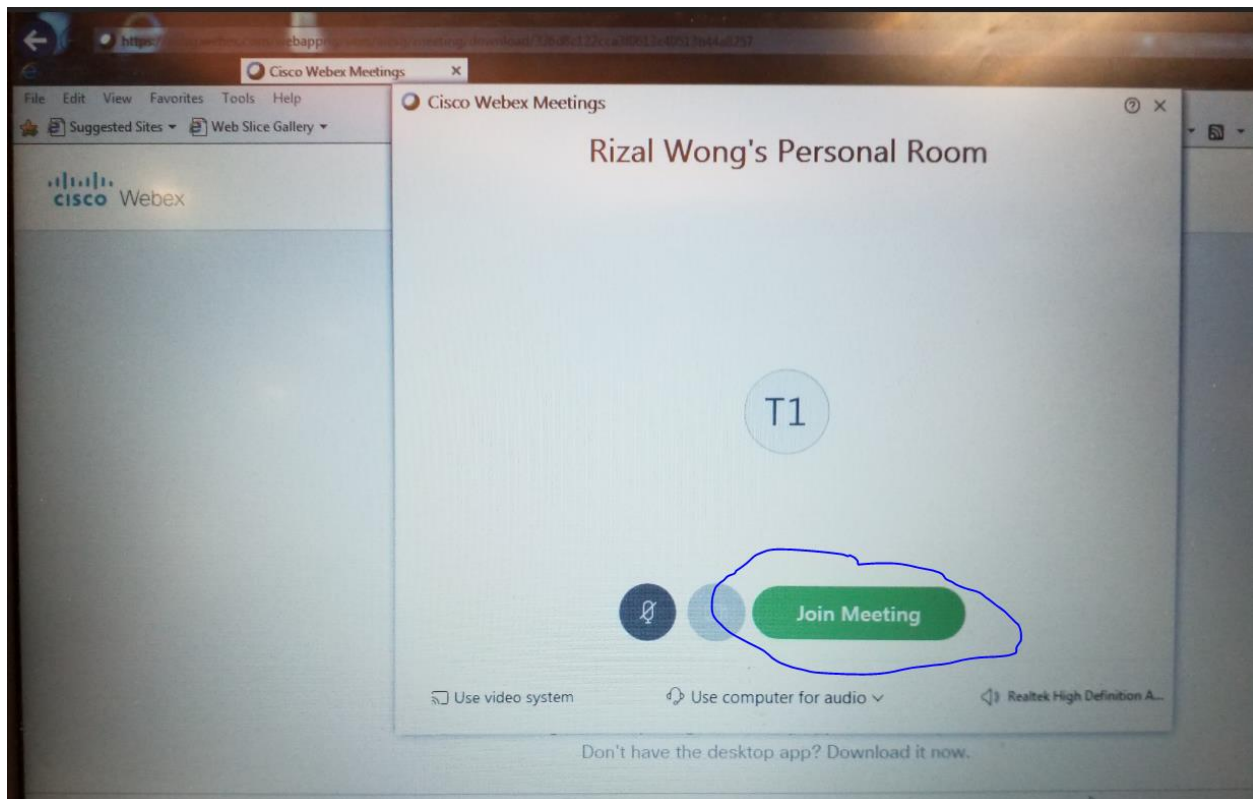 https:/
Cisco Webex Meetings
File Edit View Favorites Tools Help
Suggested Sites
Web Slice Gallery
cisco Webex
Cisco Webex Meetings
Rizal Wong's Personal Room
T1
Join Meeting
Use video system
Use computer for audio
Realtek High Definition A...
Don't have the desktop app? Download it now.